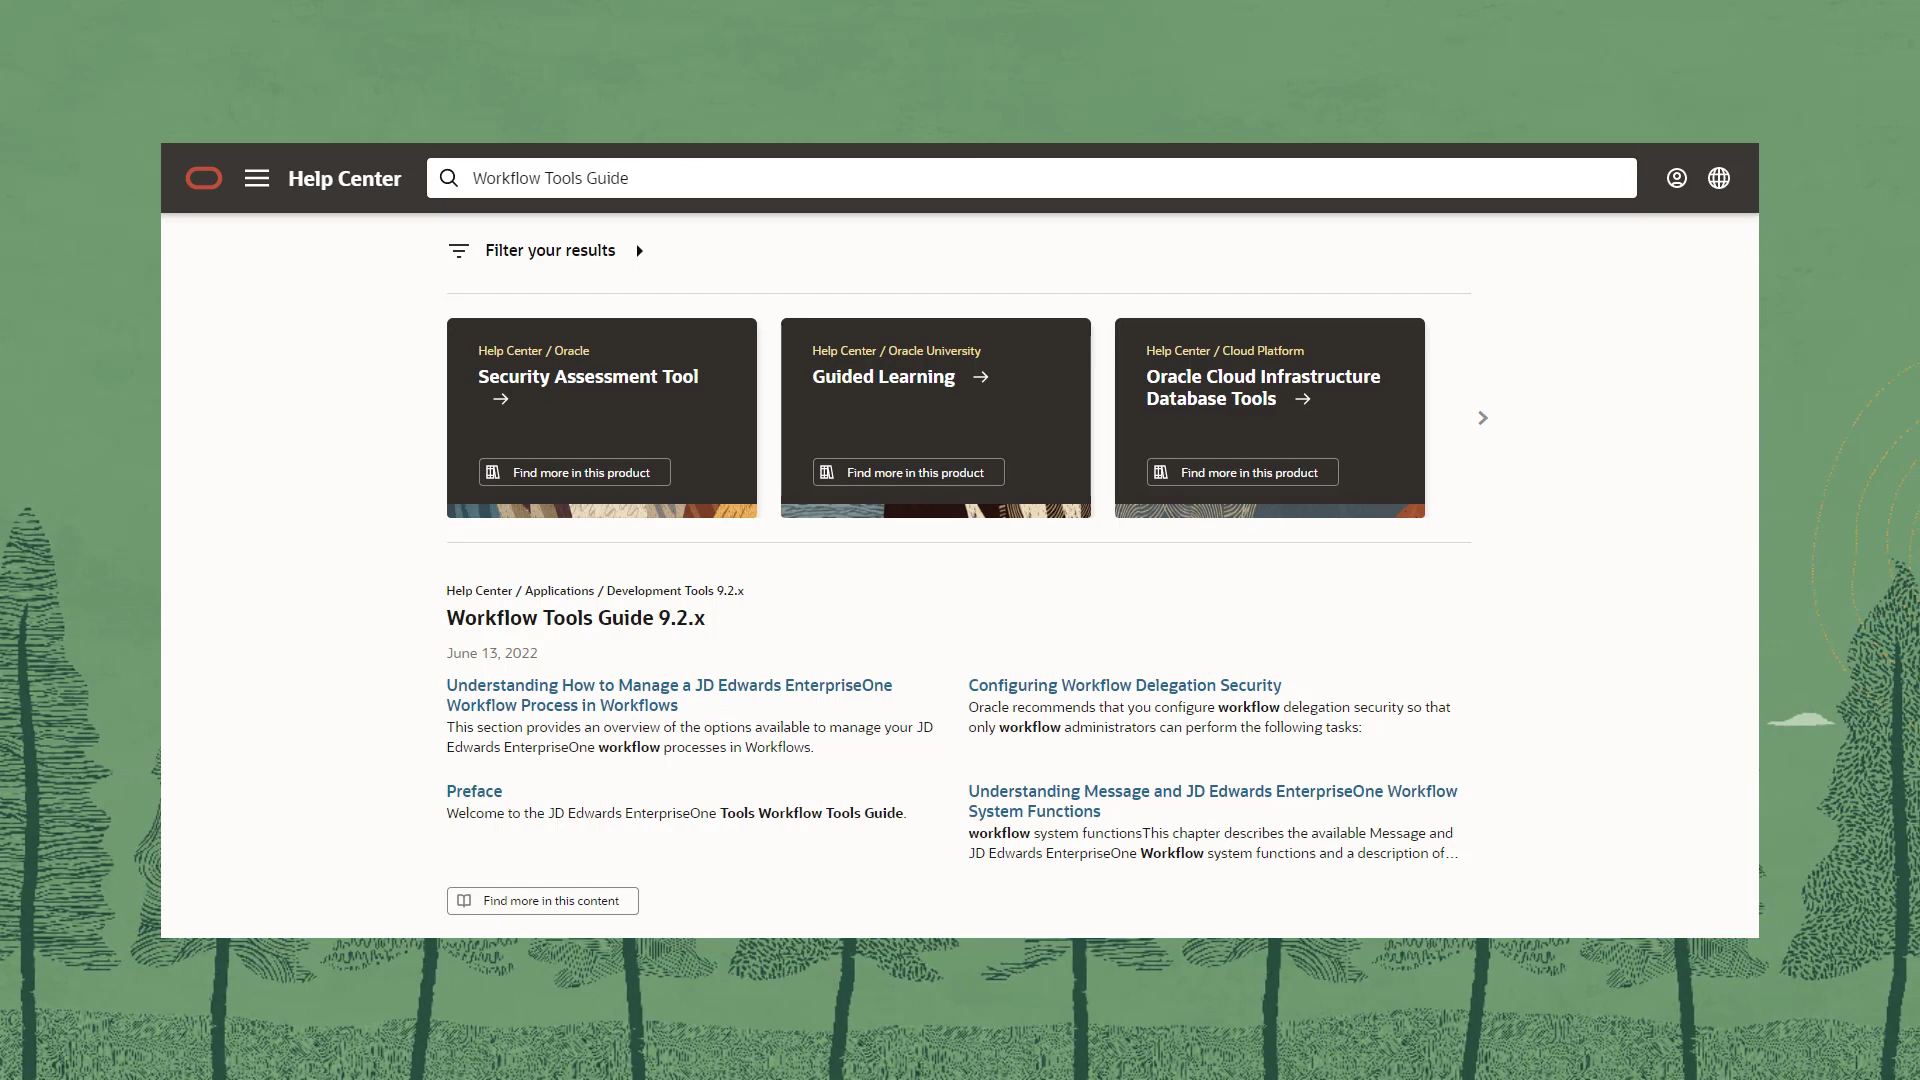 Help Center
Workflow Tools Guide
Filter your results
Help Center / Oracle
Security Assessment Tool
Find more in this product
Help Center / Oracle University
Guided Learning
Find more in this product
Help Center / Cloud Platform
Oracle Cloud Infrastructure
Database Tools
Find more in this product
Help Center / Applications / Development Tools 9.2.x
Workflow Tools Guide 9.2.x
June 13, 2022
Understanding How to Manage a JD Edwards EnterpriseOne
Workflow Process in Workflows
This section provides an overview of the options available to manage your JD
Edwards EnterpriseOne workflow processes in Workflows.
Configuring Workflow Delegation Security
Oracle recommends that you configure workflow delegation security so that
only workflow administrators can perform the following tasks:
Preface
Welcome to the JD Edwards EnterpriseOne Tools Workflow Tools Guide.
Understanding Message and JD Edwards EnterpriseOne Workflow
System Functions
workflow system functionsThis chapter describes the available Message and
JD Edwards EnterpriseOne Workflow system functions and a description of...
Find more in this content